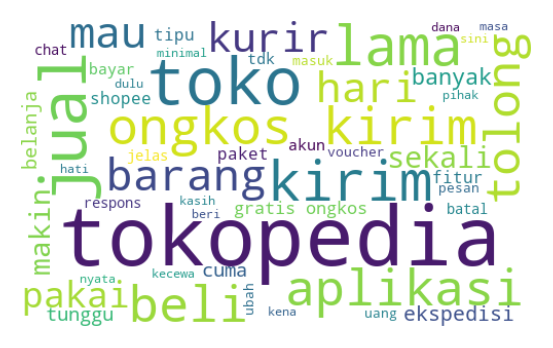 mau
tipu
kurir
lama
dana
masa
chat
minimal
tdk
masuk
sini
bayar
toko
hari
banyak
dulu
shopee
pihak
jual
ongkos kirim
tolong
belanja
jelas
paket
akun
voucher
sekali
hati
barang
kirim
fitur
makin
respons
kasih
beri
gratis ongkos
pesan
batal
tokopedia
nyata
kecewa
cuma
ubah
aplikasi
pakai
beli
tunggu
kena
uang
ekspedisi